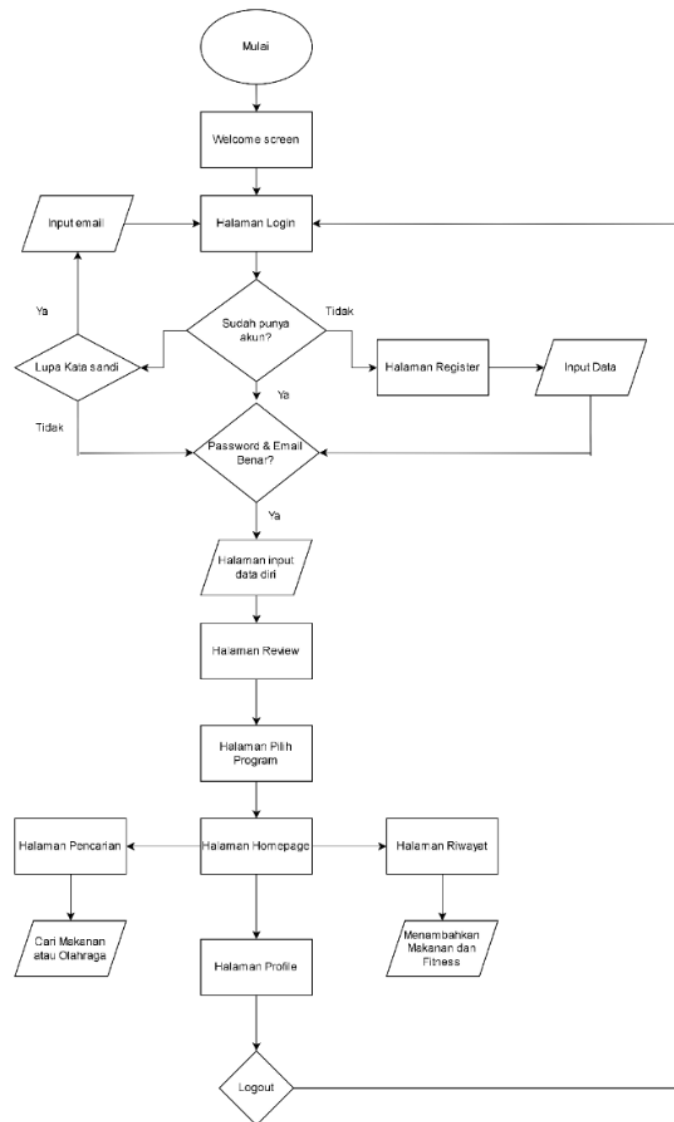 Mulai
Welcome screen
Input email
Halaman Login
Ya
Tidak
Sudah punya
akun?
Lupa Kata sandi
Halaman Register
Input Data
Ya
Tidak
Password & Email
Benar?
Ya
Halaman input
data diri
Halaman Review
Halaman Pilih
Program
Halaman Pencarian
Halaman Homepage
Halaman Riwayat
Cari Makanan
atau Olahraga
Menambahkan
Makanan dan
Fitness
Halaman Profile
Logout